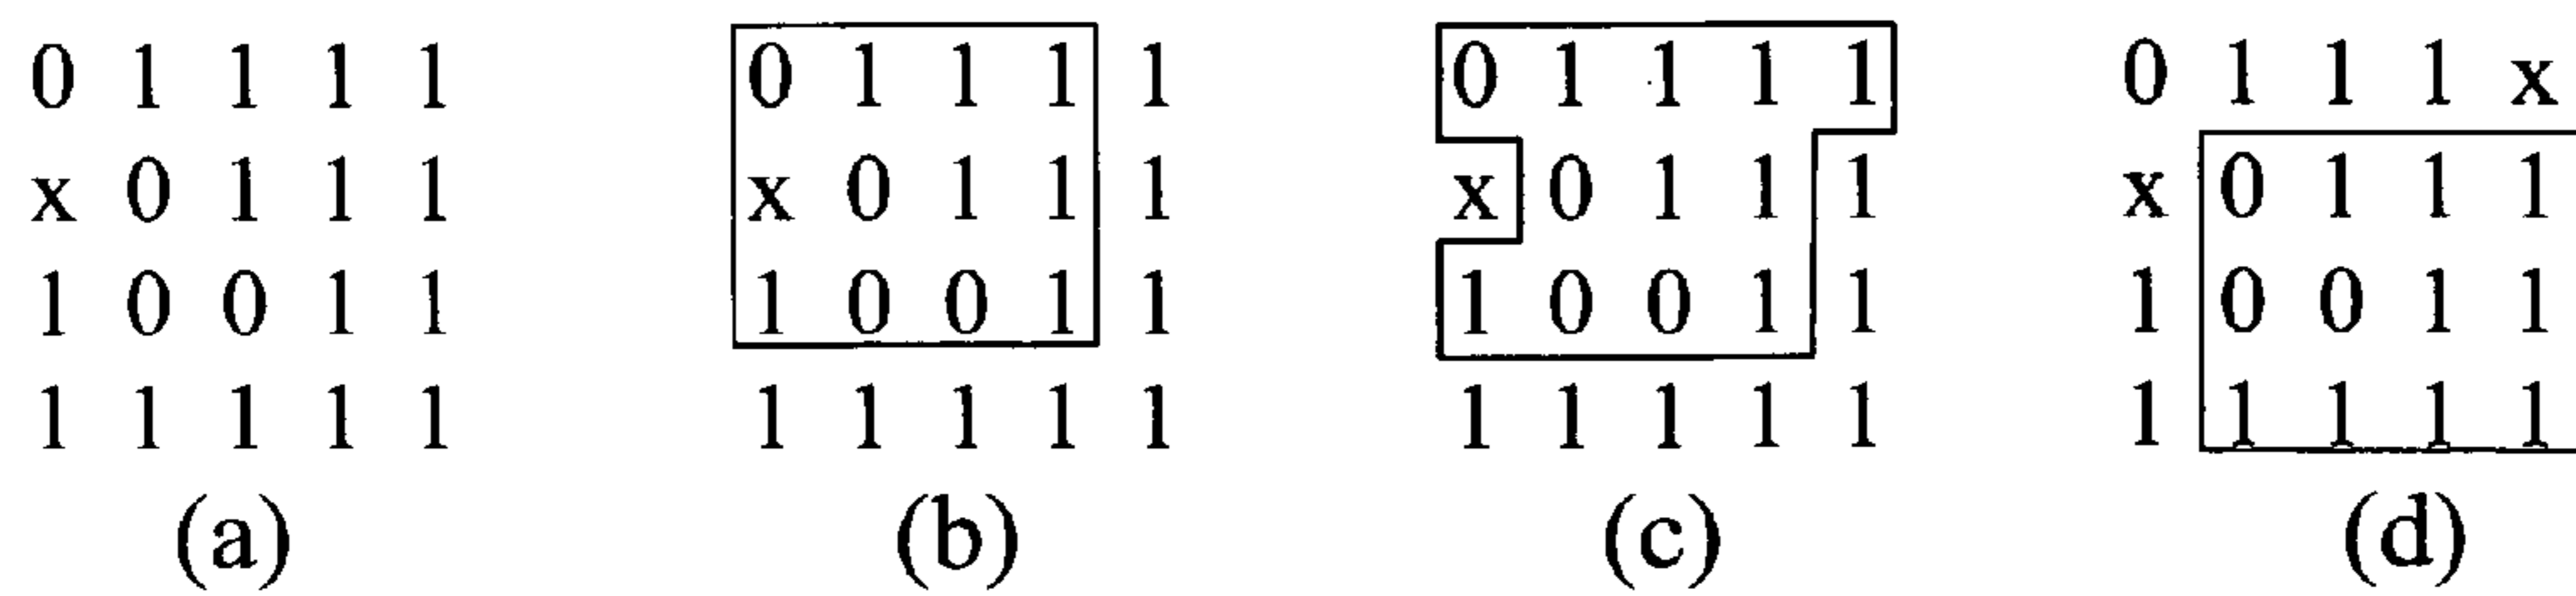 0 1 1 1 1 0 1 1 1 1 0 1 1 1 1 0 1 1 1 x
x 0 1 1 1 x 0 1 1 1 x 0 1 1 1 x 0 1 1 1
1 0 0 1 1 1 0 0 1 1 1 0 0 1 1 1 0 0 1 1
1 1 1 1 1 1 1 1 1 1 1 1 1 1 1 1 1 1 1 1
(a) (b) (c) (d)